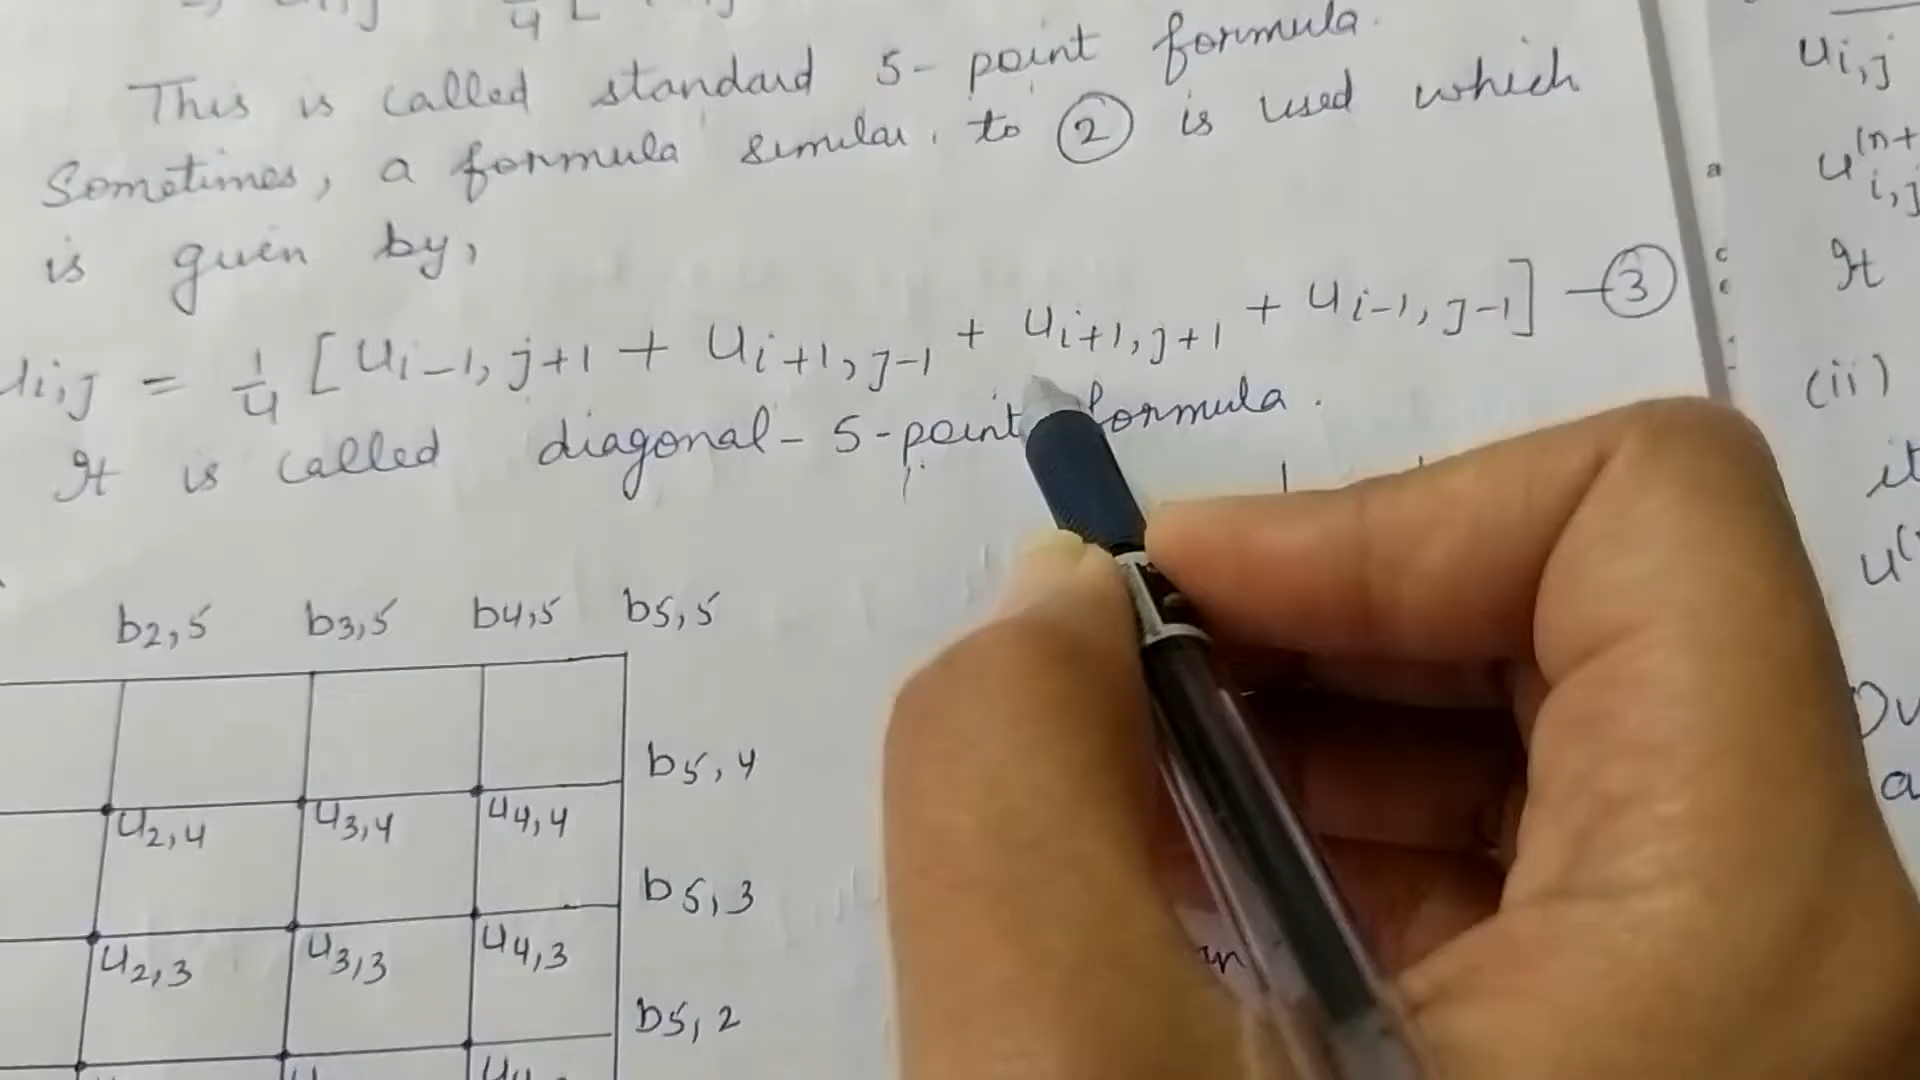 This is called standard 5- point formula.
Sometimes, a formula similar to ② is used which
is given by,
ui,j = 1/4 [ui-1, j+1 + ui+1, j-1 + ui+1, j+1 + ui-1, j-1] — ③
It is called diagonal - 5 - point formula.
b2,5 b3,5 b4,5 b5,5
b5,4
u2,4 u3,4 u4,4
b5,3
u2,3 u3,3 u4,3
b5,2
ui,j
u(n+
i,j
It
(ii)
it
a